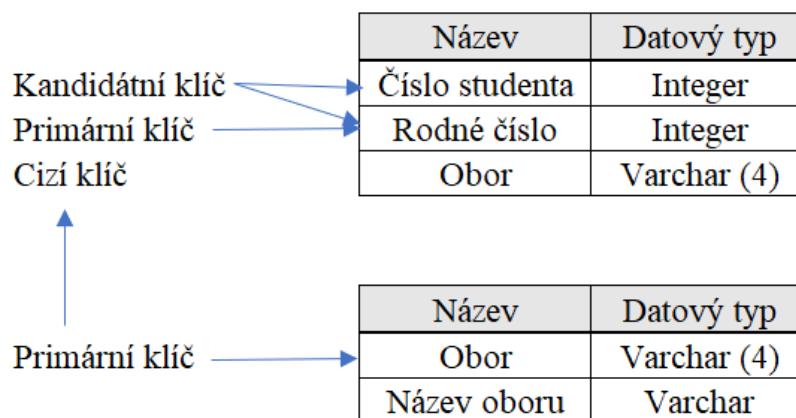 Název Datový typ
Kandidátní klíč Číslo studenta Integer
Primární klíč Rodné číslo Integer
Cizí klíč Obor Varchar (4)
Název Datový typ
Primární klíč Obor Varchar (4)
Název oboru Varchar